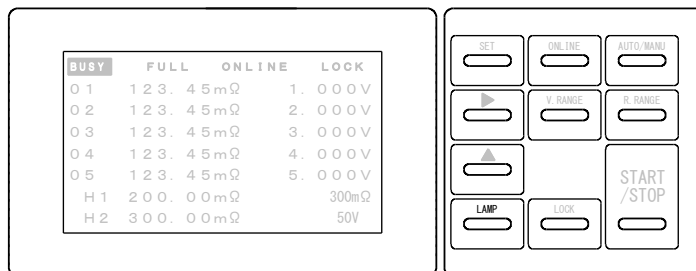 BUSY FULL ONLINE LOCK
01 123.45mΩ 1.000V
02 123.45mΩ 2.000V
03 123.45mΩ 3.000V
04 123.45mΩ 4.000V
05 123.45mΩ 5.000V
H1 200.00mΩ 300mΩ
H2 300.00mΩ 50V
SET ONLINE AUTO/MANU
V.RANGE R.RANGE
START
/STOP
LAMP LOCK